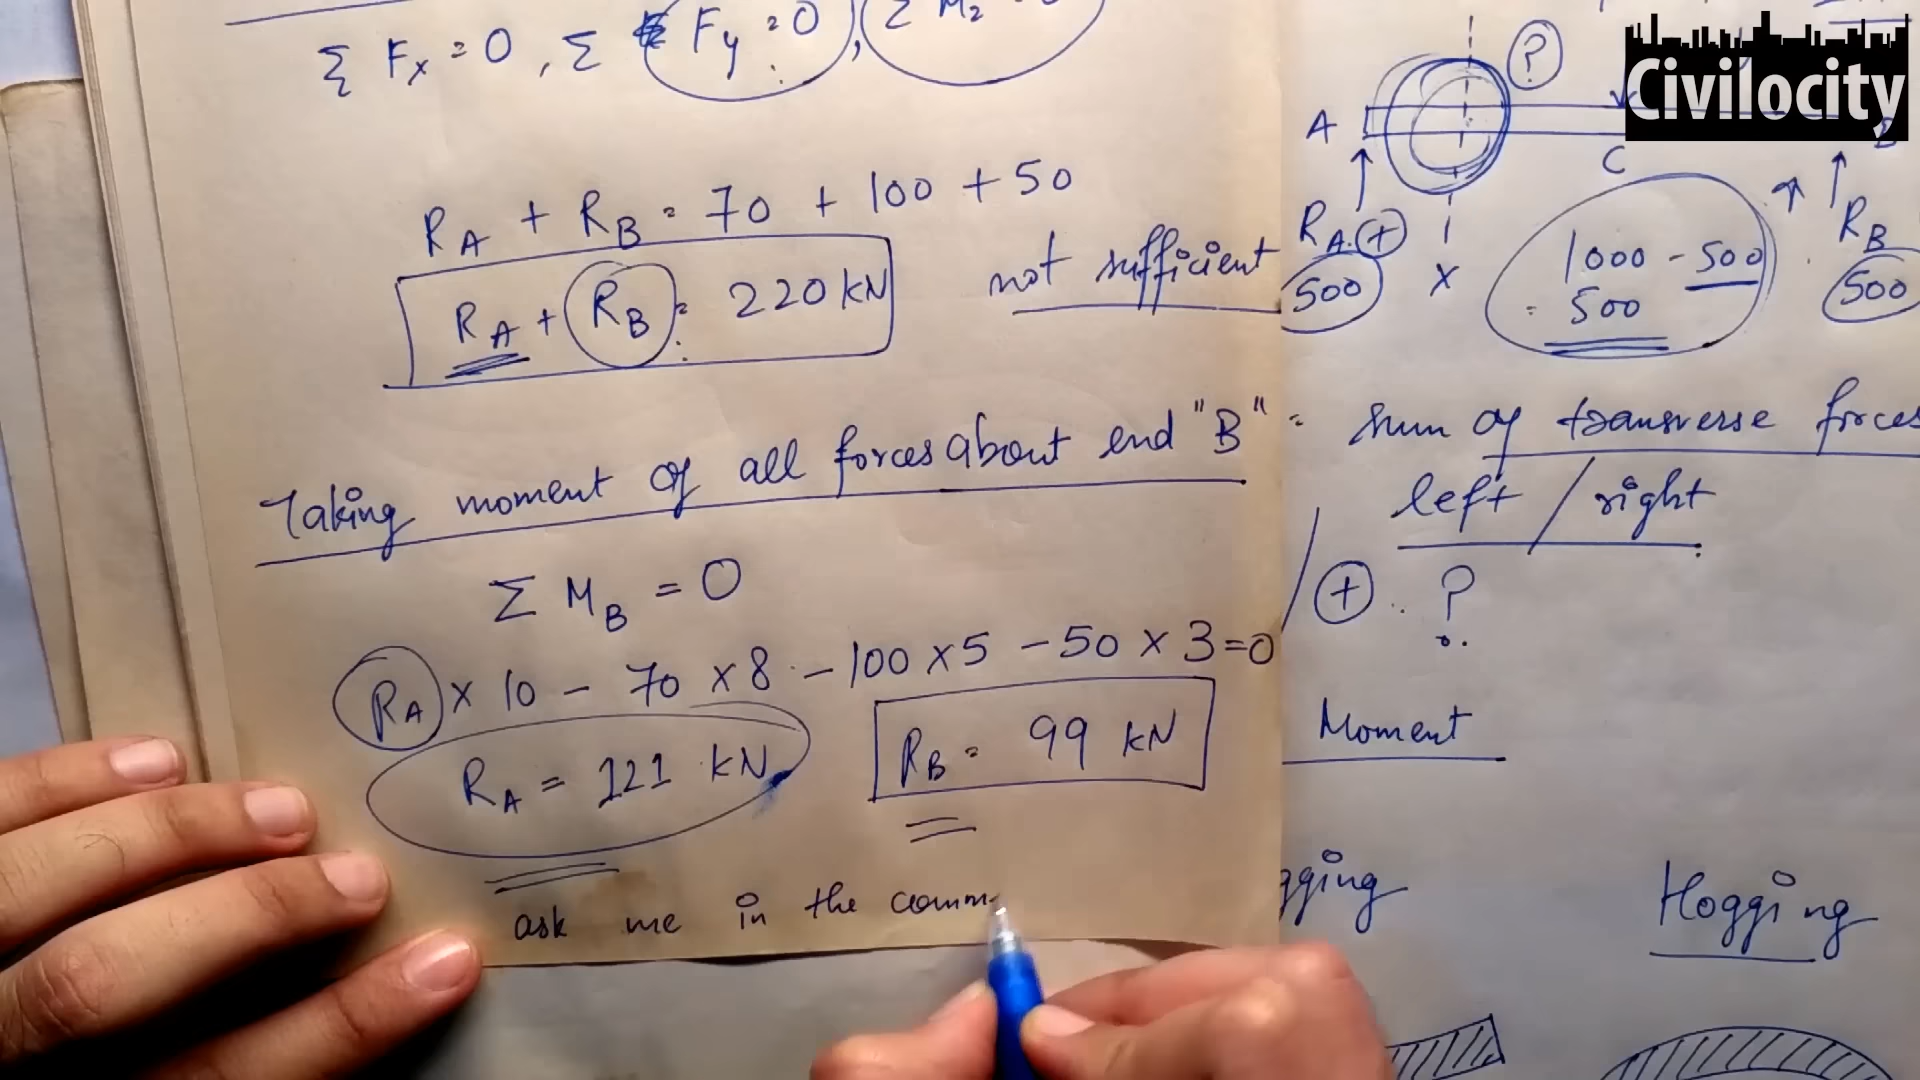 Σ Fx = 0 , Σ Fy = 0 ,
RA + RB = 70 + 100 + 50
RA + RB = 220 kN
not sufficient
Taking moment of all forces about end "B"
Σ MB = 0
RA × 10 - 70 × 8 - 100 × 5 - 50 × 3 = 0
RA = 121 kN
RB = 99 kN
ask me in the comm
Civilocity
?
A
B
C
RA (+)
RB
500
x
1000 - 500
= 500
500
= sum of transverse forces
left / right
(+) ?
Moment
gging
Hogging